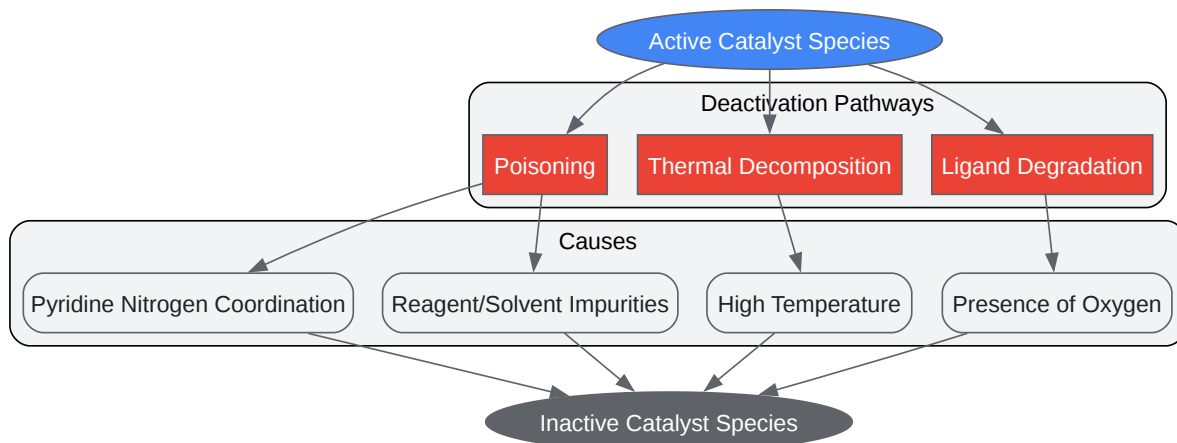 Active Catalyst Species
Deactivation Pathways
Poisoning
Thermal Decomposition
Ligand Degradation
Causes
Pyridine Nitrogen Coordination
Reagent/Solvent Impurities
High Temperature
Presence of Oxygen
Inactive Catalyst Species